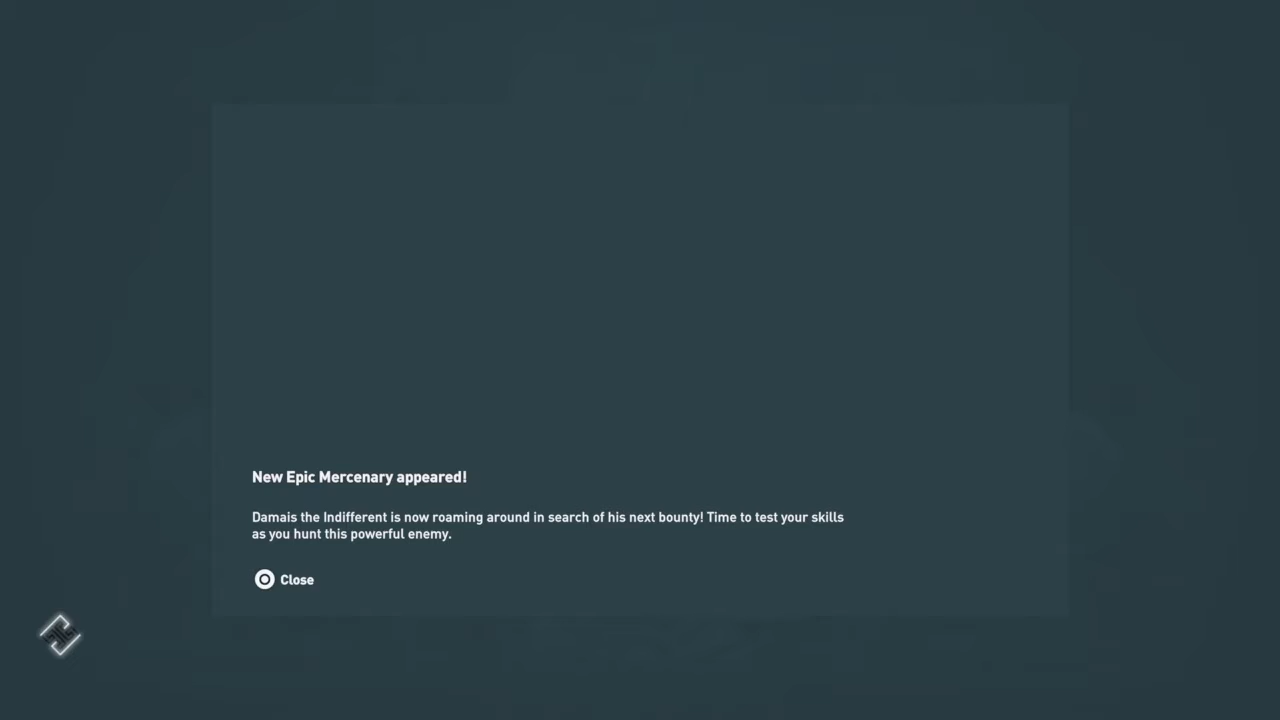 New Epic Mercenary appeared!
Damais the Indifferent is now roaming around in search of his next bounty! Time to test your skills
as you hunt this powerful enemy.
Close